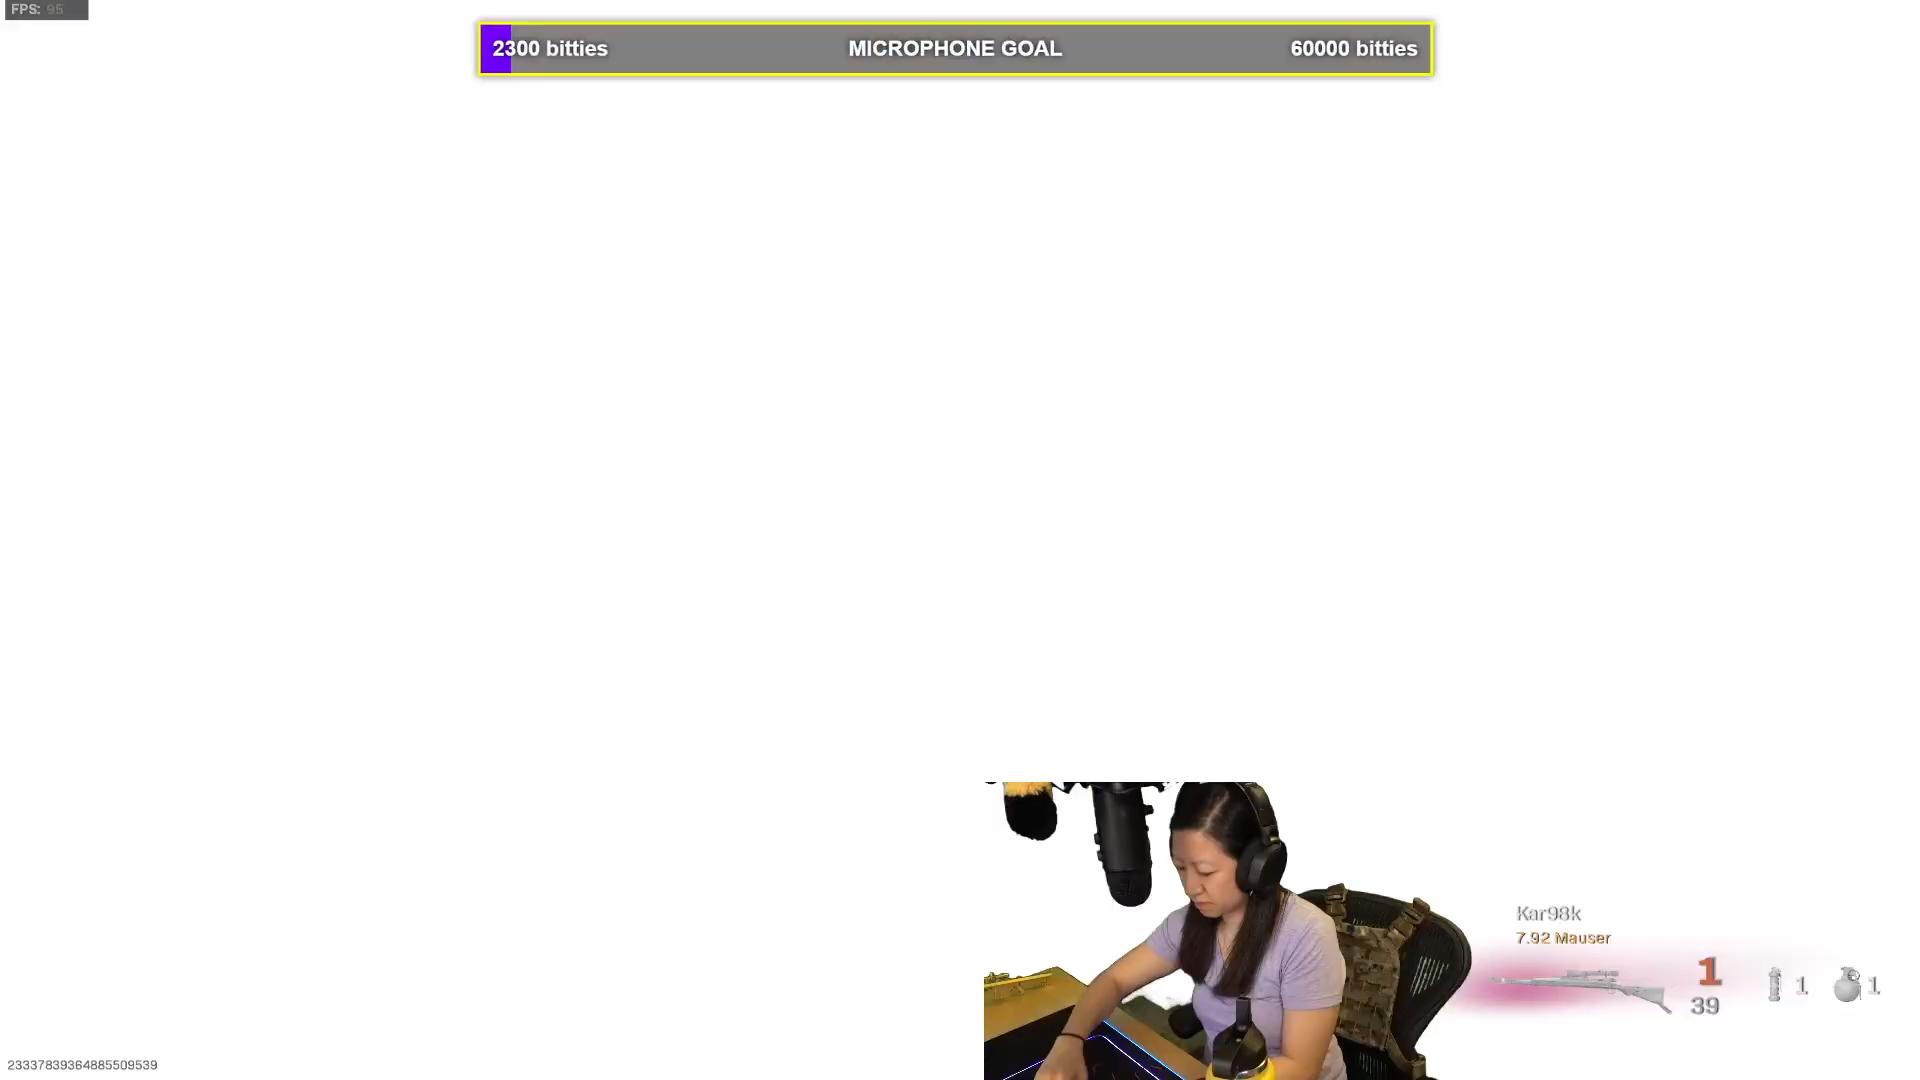 FPS: 95
2300 bitties MICROPHONE GOAL 60000 bitties
Kar98k
7.92 Mauser
1
39
1
1
23337839364885509539